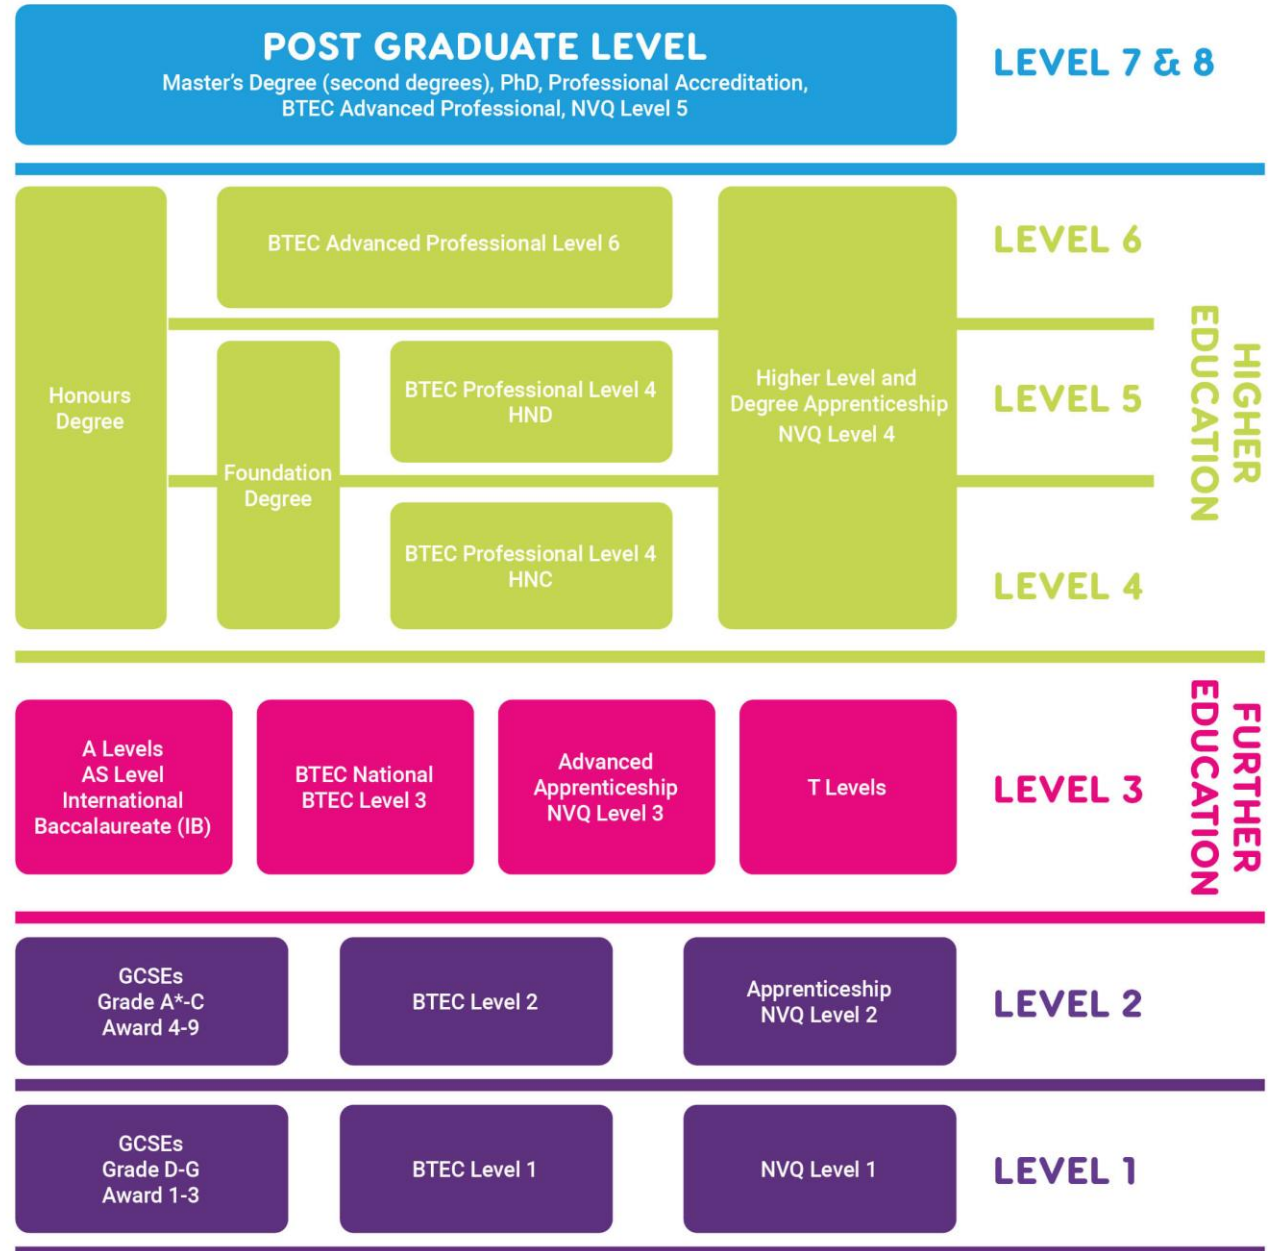 POST GRADUATE LEVEL
Master's Degree (second degrees), PhD, Professional Accreditation,
BTEC Advanced Professional, NVQ Level 5
LEVEL 7 & 8
Honours
Degree
BTEC Advanced Professional Level 6
LEVEL 6
Foundation
Degree
BTEC Professional Level 4
HND
Higher Level and
Degree Apprenticeship
NVQ Level 4
LEVEL 5
BTEC Professional Level 4
HNC
LEVEL 4
HIGHER
EDUCATION
A Levels
AS Level
International
Baccalaureate (IB)
BTEC National
BTEC Level 3
Advanced
Apprenticeship
NVQ Level 3
T Levels
LEVEL 3
FURTHER
EDUCATION
GCSEs
Grade A*-C
Award 4-9
BTEC Level 2
Apprenticeship
NVQ Level 2
LEVEL 2
GCSEs
Grade D-G
Award 1-3
BTEC Level 1
NVQ Level 1
LEVEL 1